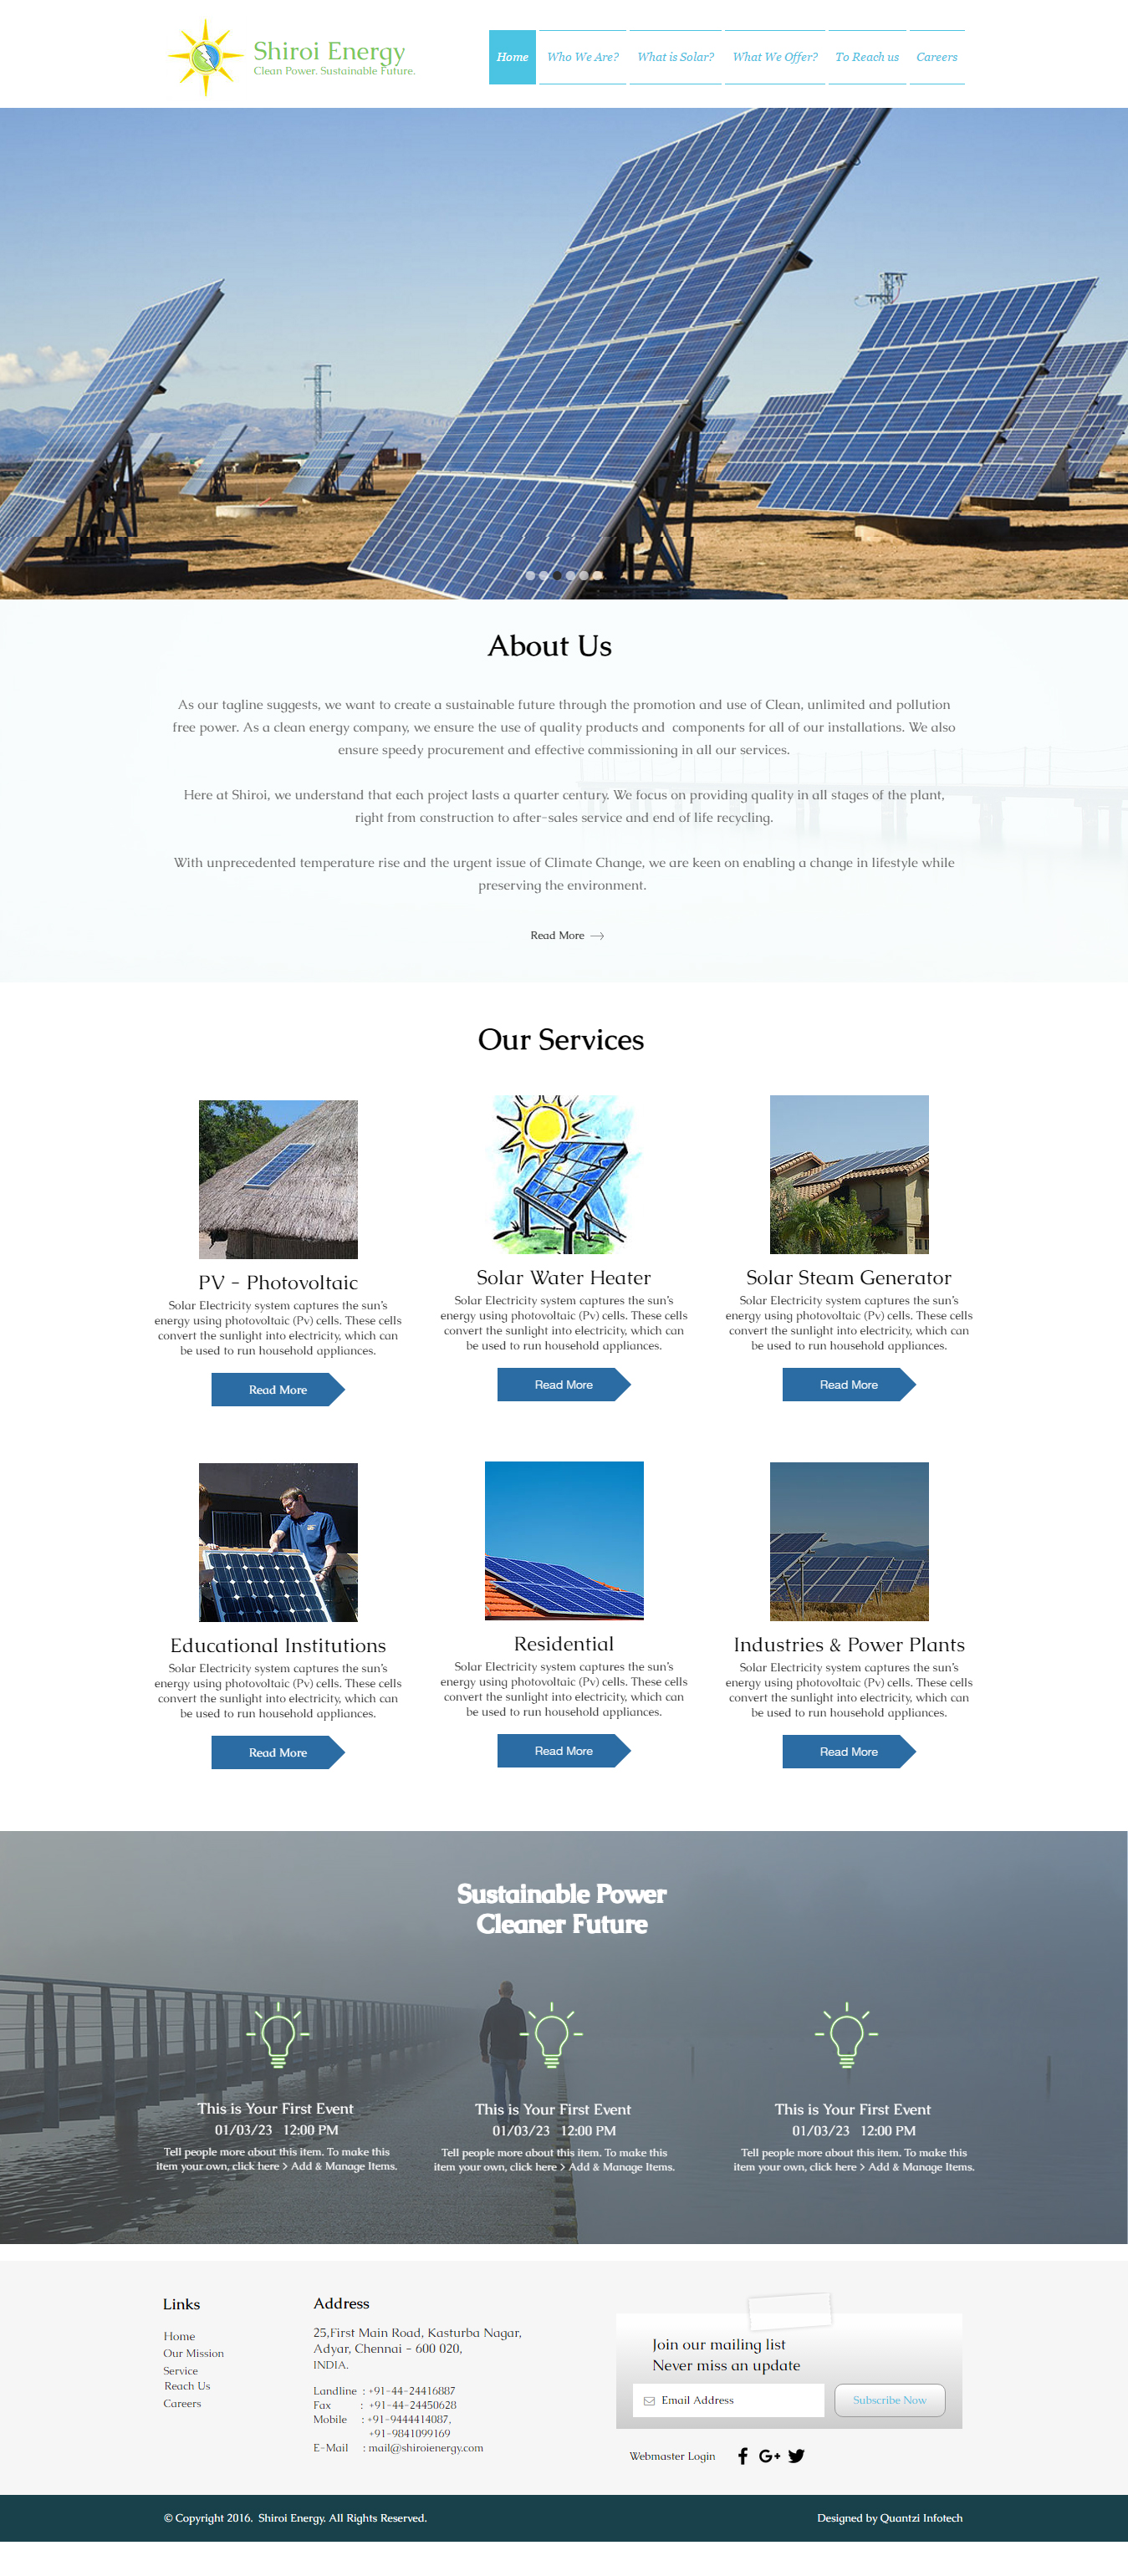 Shiroi Energy
Clean Power. Sustainable Future.
Home
Who We Are?
What is Solar?
What We Offer?
To Reach us
Careers
About Us
As our tagline suggests, we want to create a sustainable future through the promotion and use of Clean, unlimited and pollution
free power. As a clean energy company, we ensure the use of quality products and components for all of our installations. We also
ensure speedy procurement and effective commissioning in all our services.
Here at Shiroi, we understand that each project lasts a quarter century. We focus on providing quality in all stages of the plant,
right from construction to after-sales service and end of life recycling.
With unprecedented temperature rise and the urgent issue of Climate Change, we are keen on enabling a change in lifestyle while
preserving the environment.
Read More
Our Services
PV - Photovoltaic
Solar Electricity system captures the sun's
energy using photovoltaic (Pv) cells. These cells
convert the sunlight into electricity, which can
be used to run household appliances.
Read More
Solar Water Heater
Solar Electricity system captures the sun's
energy using photovoltaic (Pv) cells. These cells
convert the sunlight into electricity, which can
be used to run household appliances.
Read More
Solar Steam Generator
Solar Electricity system captures the sun's
energy using photovoltaic (Pv) cells. These cells
convert the sunlight into electricity, which can
be used to run household appliances.
Read More
Educational Institutions
Solar Electricity system captures the sun's
energy using photovoltaic (Pv) cells. These cells
convert the sunlight into electricity, which can
be used to run household appliances.
Read More
Residential
Solar Electricity system captures the sun's
energy using photovoltaic (Pv) cells. These cells
convert the sunlight into electricity, which can
be used to run household appliances.
Read More
Industries & Power Plants
Solar Electricity system captures the sun's
energy using photovoltaic (Pv) cells. These cells
convert the sunlight into electricity, which can
be used to run household appliances.
Read More
Sustainable Power
Cleaner Future
This is Your First Event
01/03/23 12:00 PM
Tell people more about this item. To make this
item your own, click here > Add & Manage Items.
This is Your First Event
01/03/23 12:00 PM
Tell people more about this item. To make this
item your own, click here > Add & Manage Items.
This is Your First Event
01/03/23 12:00 PM
Tell people more about this item. To make this
item your own, click here > Add & Manage Items.
Links
Home
Our Mission
Service
Reach Us
Careers
Address
25,First Main Road, Kasturba Nagar,
Adyar, Chennai - 600 020,
INDIA.
Landline : +91-44-24416887
Fax : +91-44-24450628
Mobile : +91-9444414087,
+91-9841099169
E-Mail : mail@shiroienergy.com
Join our mailing list
Never miss an update
Email Address
Subscribe Now
Webmaster Login
G+
© Copyright 2016. Shiroi Energy. All Rights Reserved.
Designed by Quantzi Infotech